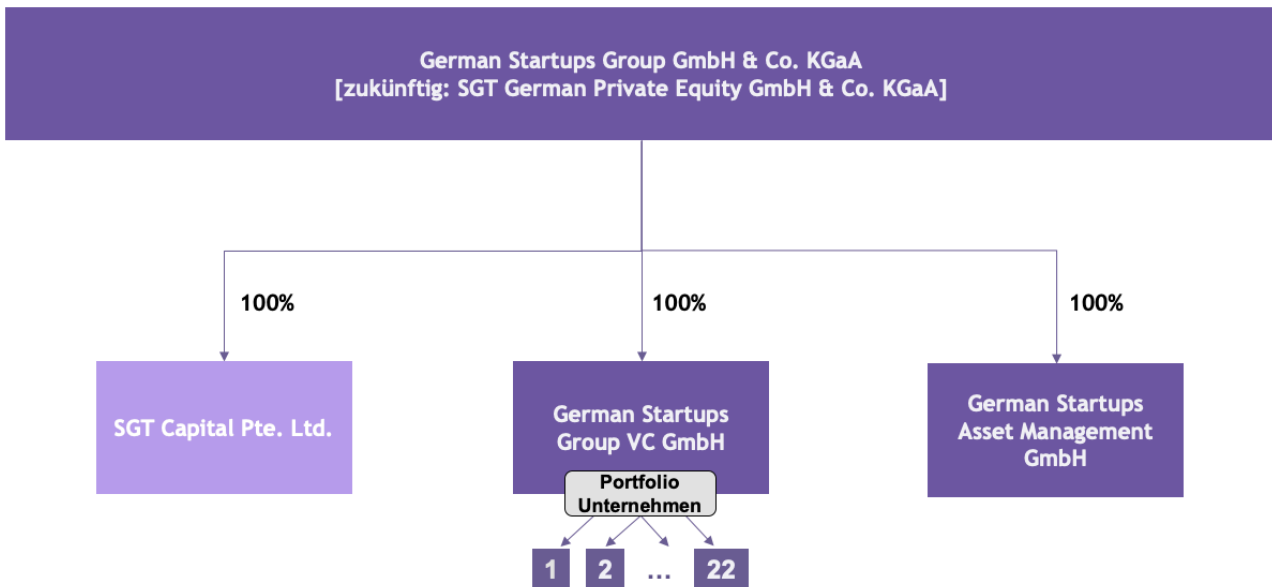 German Startups Group GmbH & Co. KGaA
[zukünftig: SGT German Private Equity GmbH & Co. KGaA]
100%
100%
100%
SGT Capital Pte. Ltd.
German Startups
Group VC GmbH
German Startups
Asset Management
GmbH
Portfolio
Unternehmen
1 2 ... 22